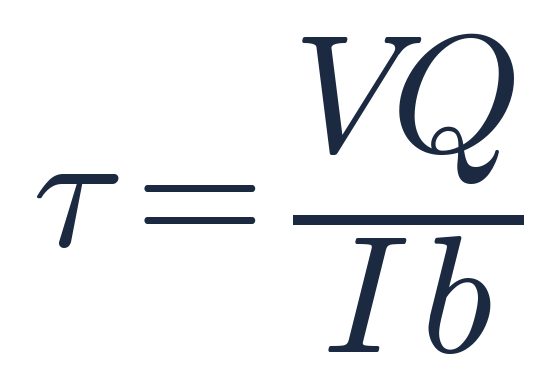 τ = VQ / Ib